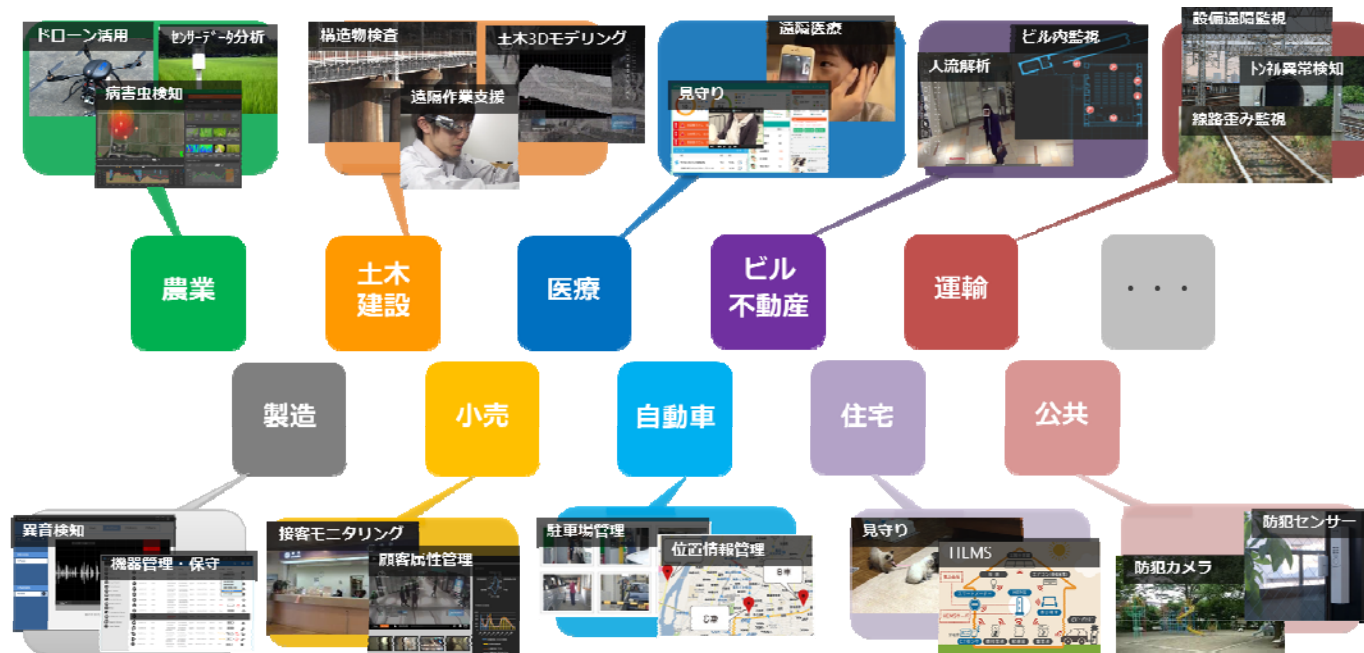 ドローン活用
センサーデータ分析
病害虫検知
構造物検査
土木3Dモデリング
遠隔作業支援
遠隔医療
見守り
ビル内監視
人流解析
設備遠隔監視
トンネル異常検知
線路歪み監視
農業
土木
建設
医療
ビル
不動産
運輸
・・・
製造
小売
自動車
住宅
公共
異音検知
機器管理・保守
接客モニタリング
顧客属性管理
駐車場管理
位置情報管理
B車
C車
見守り
HEMS
防犯センサー
防犯カメラ